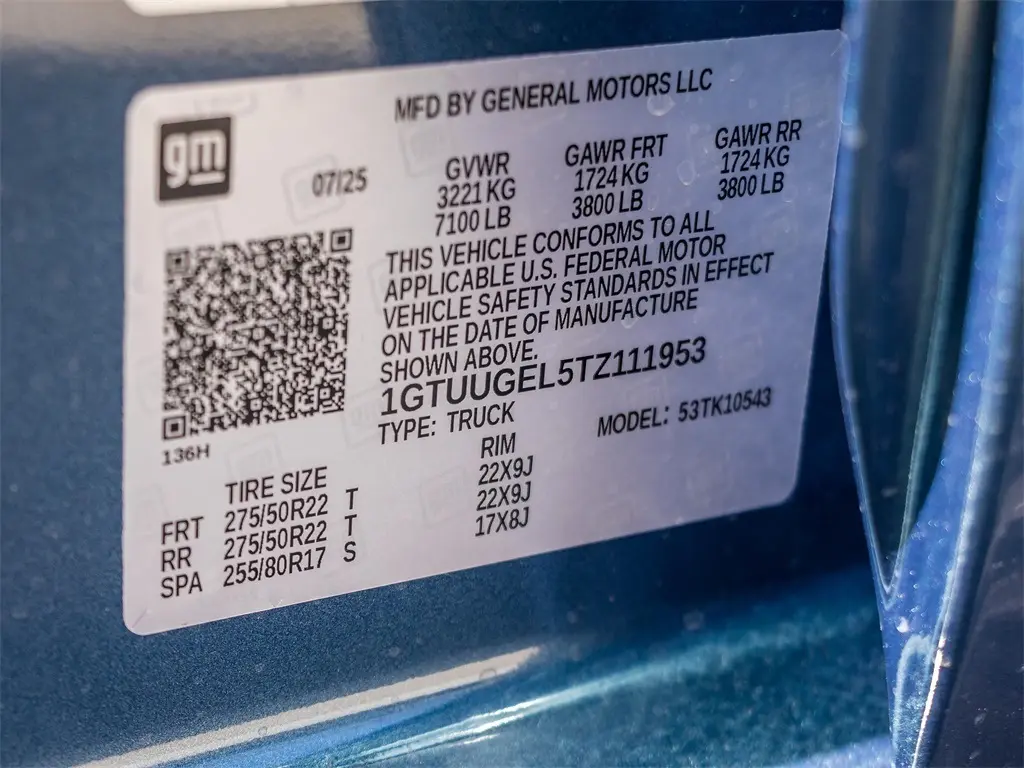 MFD BY GENERAL MOTORS LLC
gm
07/25
GVWR GAWR FRT GAWR RR
3221 KG 1724 KG 1724 KG
7100 LB 3800 LB 3800 LB
THIS VEHICLE CONFORMS TO ALL
APPLICABLE U.S. FEDERAL MOTOR
VEHICLE SAFETY STANDARDS IN EFFECT
ON THE DATE OF MANUFACTURE
SHOWN ABOVE.
1GTUUGEL5TZ111953
TYPE: TRUCK MODEL: 53TK10543
136H
TIRE SIZE RIM
FRT 275/50R22 T 22X9J
RR 275/50R22 T 22X9J
SPA 255/80R17 S 17X8J